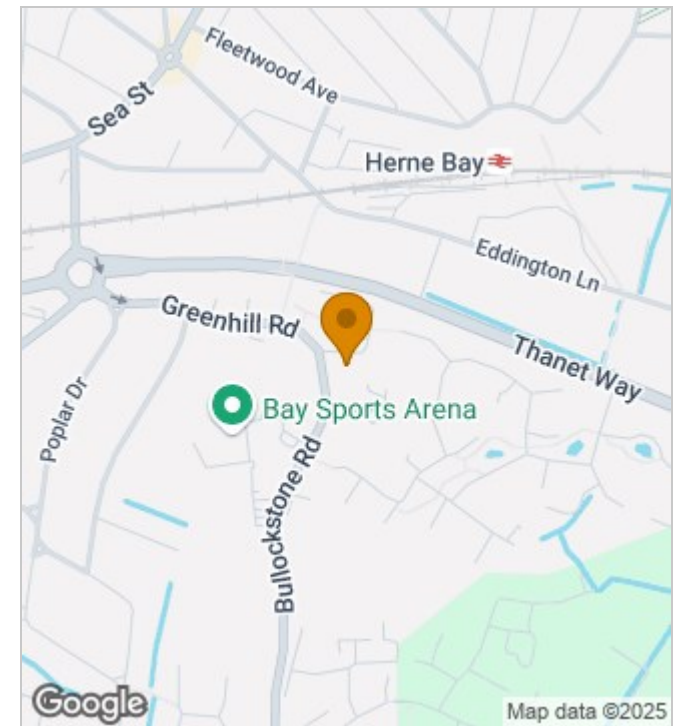 Fleetwood Ave
Sea St
Herne Bay
Eddington Ln
Greenhill Rd
Thanet Way
Poplar Dr
Bay Sports Arena
Bullockstone Rd
Google
Map data ©2025